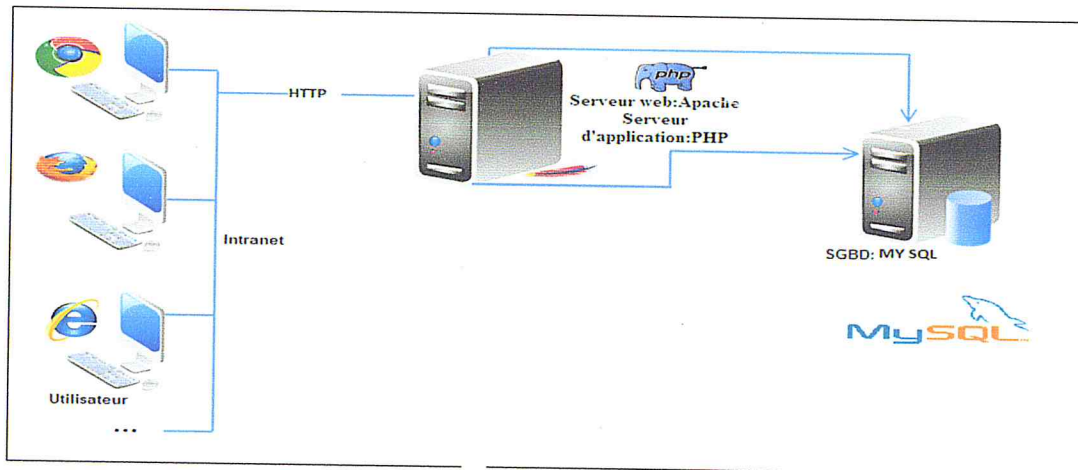 HTTP
php
Serveur web:Apache
Serveur
d'application:PHP
Intranet
SGBD: MY SQL
MySQL
Utilisateur
...